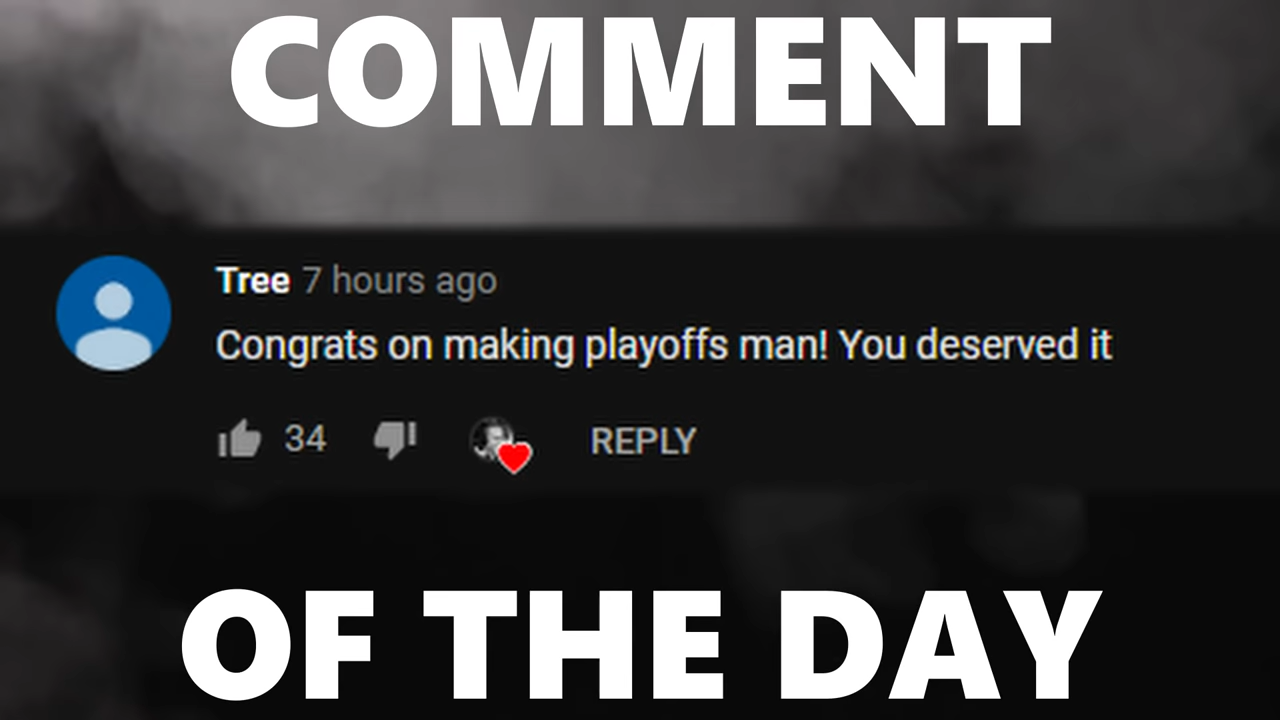 COMMENT
Tree 7 hours ago
Congrats on making playoffs man! You deserved it
34 REPLY
OF THE DAY